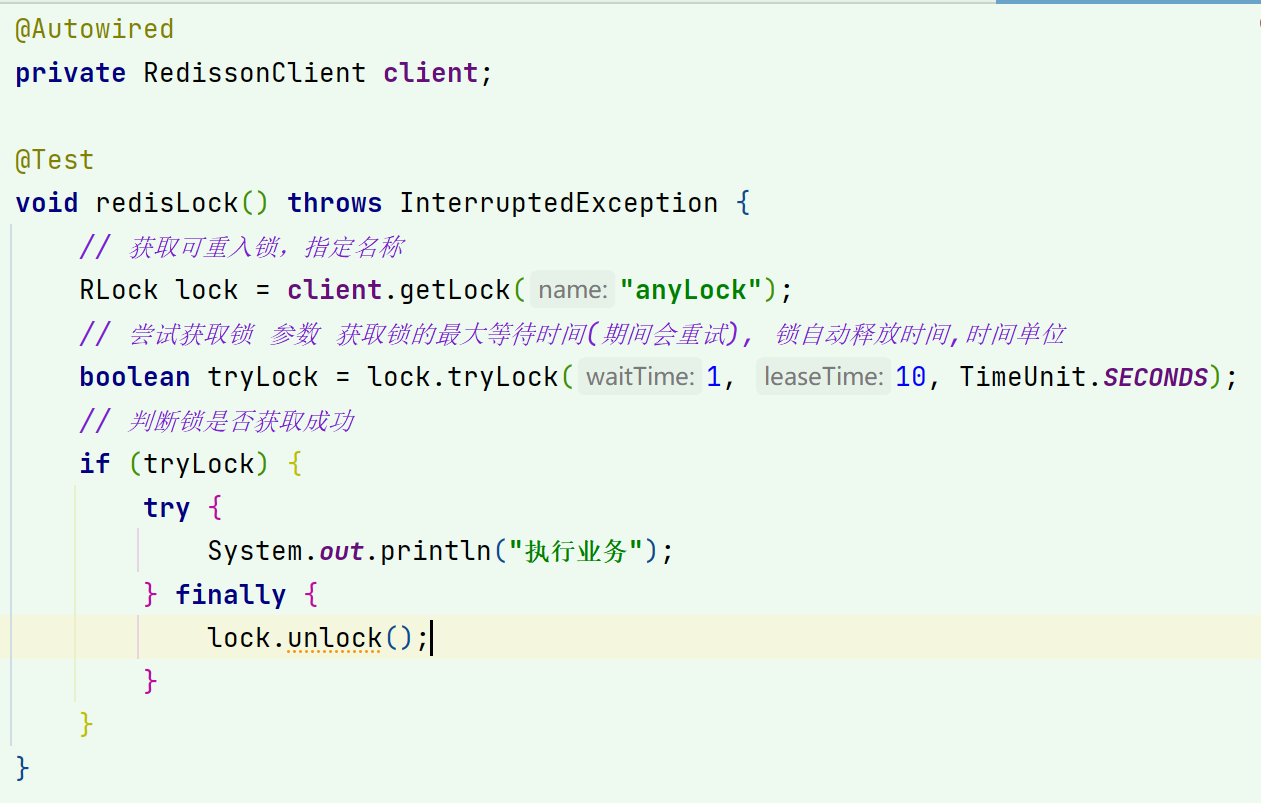 @Autowired
private RedissonClient client;
@Test
void redisLock() throws InterruptedException {
// 获取可重入锁，指定名称
RLock lock = client.getLock( name: "anyLock");
// 尝试获取锁 参数 获取锁的最大等待时间(期间会重试), 锁自动释放时间,时间单位
boolean tryLock = lock.tryLock( waitTime: 1, leaseTime: 10, TimeUnit.SECONDS);
// 判断锁是否获取成功
if (tryLock) {
try {
System.out.println("执行业务");
} finally {
lock.unlock();
}
}
}